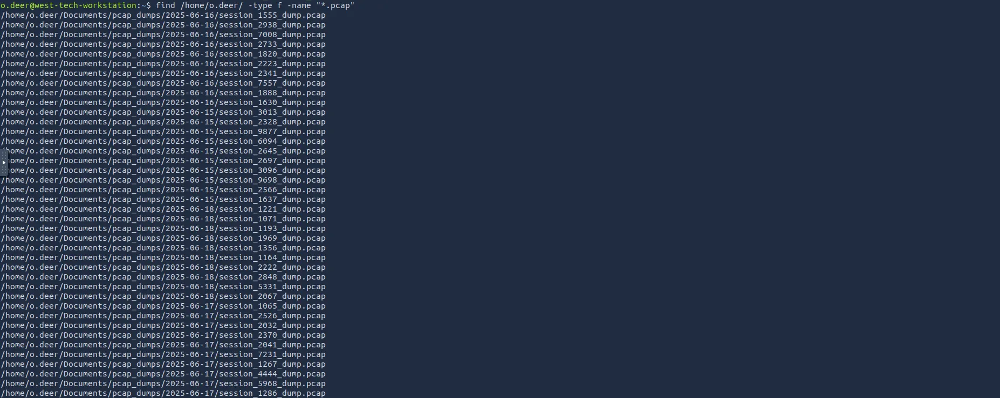 o.deer@west-tech-workstation:~$ find /home/o.deer/ -type f -name "*.pcap"
/home/o.deer/Documents/pcap_dumps/2025-06-16/session_1555_dump.pcap
/home/o.deer/Documents/pcap_dumps/2025-06-16/session_2938_dump.pcap
/home/o.deer/Documents/pcap_dumps/2025-06-16/session_7008_dump.pcap
/home/o.deer/Documents/pcap_dumps/2025-06-16/session_2733_dump.pcap
/home/o.deer/Documents/pcap_dumps/2025-06-16/session_1820_dump.pcap
/home/o.deer/Documents/pcap_dumps/2025-06-16/session_2223_dump.pcap
/home/o.deer/Documents/pcap_dumps/2025-06-16/session_2341_dump.pcap
/home/o.deer/Documents/pcap_dumps/2025-06-16/session_7557_dump.pcap
/home/o.deer/Documents/pcap_dumps/2025-06-16/session_1888_dump.pcap
/home/o.deer/Documents/pcap_dumps/2025-06-16/session_1630_dump.pcap
/home/o.deer/Documents/pcap_dumps/2025-06-15/session_3013_dump.pcap
/home/o.deer/Documents/pcap_dumps/2025-06-15/session_2328_dump.pcap
/home/o.deer/Documents/pcap_dumps/2025-06-15/session_9877_dump.pcap
/home/o.deer/Documents/pcap_dumps/2025-06-15/session_6094_dump.pcap
/home/o.deer/Documents/pcap_dumps/2025-06-15/session_2645_dump.pcap
/home/o.deer/Documents/pcap_dumps/2025-06-15/session_2697_dump.pcap
/home/o.deer/Documents/pcap_dumps/2025-06-15/session_3096_dump.pcap
/home/o.deer/Documents/pcap_dumps/2025-06-15/session_9698_dump.pcap
/home/o.deer/Documents/pcap_dumps/2025-06-15/session_2566_dump.pcap
/home/o.deer/Documents/pcap_dumps/2025-06-15/session_1637_dump.pcap
/home/o.deer/Documents/pcap_dumps/2025-06-18/session_1221_dump.pcap
/home/o.deer/Documents/pcap_dumps/2025-06-18/session_1071_dump.pcap
/home/o.deer/Documents/pcap_dumps/2025-06-18/session_1193_dump.pcap
/home/o.deer/Documents/pcap_dumps/2025-06-18/session_1969_dump.pcap
/home/o.deer/Documents/pcap_dumps/2025-06-18/session_1356_dump.pcap
/home/o.deer/Documents/pcap_dumps/2025-06-18/session_1164_dump.pcap
/home/o.deer/Documents/pcap_dumps/2025-06-18/session_2222_dump.pcap
/home/o.deer/Documents/pcap_dumps/2025-06-18/session_2848_dump.pcap
/home/o.deer/Documents/pcap_dumps/2025-06-18/session_5331_dump.pcap
/home/o.deer/Documents/pcap_dumps/2025-06-18/session_2067_dump.pcap
/home/o.deer/Documents/pcap_dumps/2025-06-17/session_1065_dump.pcap
/home/o.deer/Documents/pcap_dumps/2025-06-17/session_2526_dump.pcap
/home/o.deer/Documents/pcap_dumps/2025-06-17/session_2032_dump.pcap
/home/o.deer/Documents/pcap_dumps/2025-06-17/session_2370_dump.pcap
/home/o.deer/Documents/pcap_dumps/2025-06-17/session_2041_dump.pcap
/home/o.deer/Documents/pcap_dumps/2025-06-17/session_7231_dump.pcap
/home/o.deer/Documents/pcap_dumps/2025-06-17/session_1267_dump.pcap
/home/o.deer/Documents/pcap_dumps/2025-06-17/session_4444_dump.pcap
/home/o.deer/Documents/pcap_dumps/2025-06-17/session_5968_dump.pcap
/home/o.deer/Documents/pcap_dumps/2025-06-17/session_1286_dump.pcap